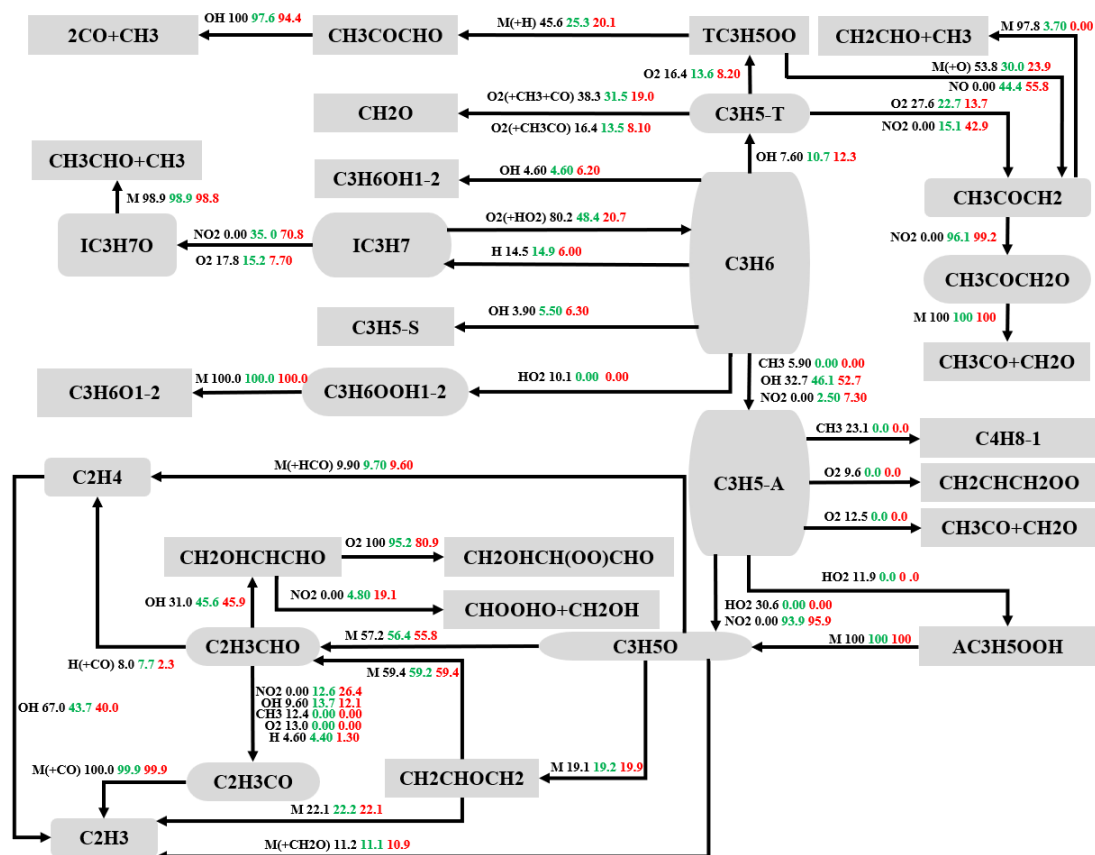 OH 100 97.6 94.4
M(+H) 45.6 25.3 20.1
M 97.8 3.70 0.00
2CO+CH3
CH3COCHO
TC3H5OO
CH2CHO+CH3
M(+O) 53.8 30.0 23.9
NO 0.00 44.4 55.8
O2 16.4 13.6 8.20
O2(+CH3+CO) 38.3 31.5 19.0
O2 27.6 22.7 13.7
CH2O
C3H5-T
O2(+CH3CO) 16.4 13.5 8.10
NO2 0.00 15.1 42.9
OH 7.60 10.7 12.3
CH3CHO+CH3
C3H6OH1-2
OH 4.60 4.60 6.20
M 98.9 98.9 98.8
CH3COCH2
O2(+HO2) 80.2 48.4 20.7
NO2 0.00 35. 0 70.8
NO2 0.00 96.1 99.2
IC3H7O
IC3H7
C3H6
O2 17.8 15.2 7.70
H 14.5 14.9 6.00
CH3COCH2O
OH 3.90 5.50 6.30
C3H5-S
M 100 100 100
CH3CO+CH2O
CH3 5.90 0.00 0.00
OH 32.7 46.1 52.7
NO2 0.00 2.50 7.30
M 100.0 100.0 100.0
HO2 10.1 0.00 0.00
C3H6O1-2
C3H6OOH1-2
CH3 23.1 0.0 0.0
C4H8-1
M(+HCO) 9.90 9.70 9.60
O2 9.6 0.0 0.0
C2H4
C3H5-A
CH2CHCH2OO
O2 12.5 0.0 0.0
CH3CO+CH2O
O2 100 95.2 80.9
CH2OHCHCHO
CH2OHCH(OO)CHO
HO2 11.9 0.0 0 .0
NO2 0.00 4.80 19.1
OH 31.0 45.6 45.9
CHOOHO+CH2OH
HO2 30.6 0.00 0.00
NO2 0.00 93.9 95.9
M 57.2 56.4 55.8
M 100 100 100
C2H3CHO
C3H5O
AC3H5OOH
H(+CO) 8.0 7.7 2.3
M 59.4 59.2 59.4
NO2 0.00 12.6 26.4
OH 9.60 13.7 12.1
CH3 12.4 0.00 0.00
O2 13.0 0.00 0.00
H 4.60 4.40 1.30
OH 67.0 43.7 40.0
M(+CO) 100.0 99.9 99.9
C2H3CO
CH2CHOCH2
M 19.1 19.2 19.9
M 22.1 22.2 22.1
C2H3
M(+CH2O) 11.2 11.1 10.9